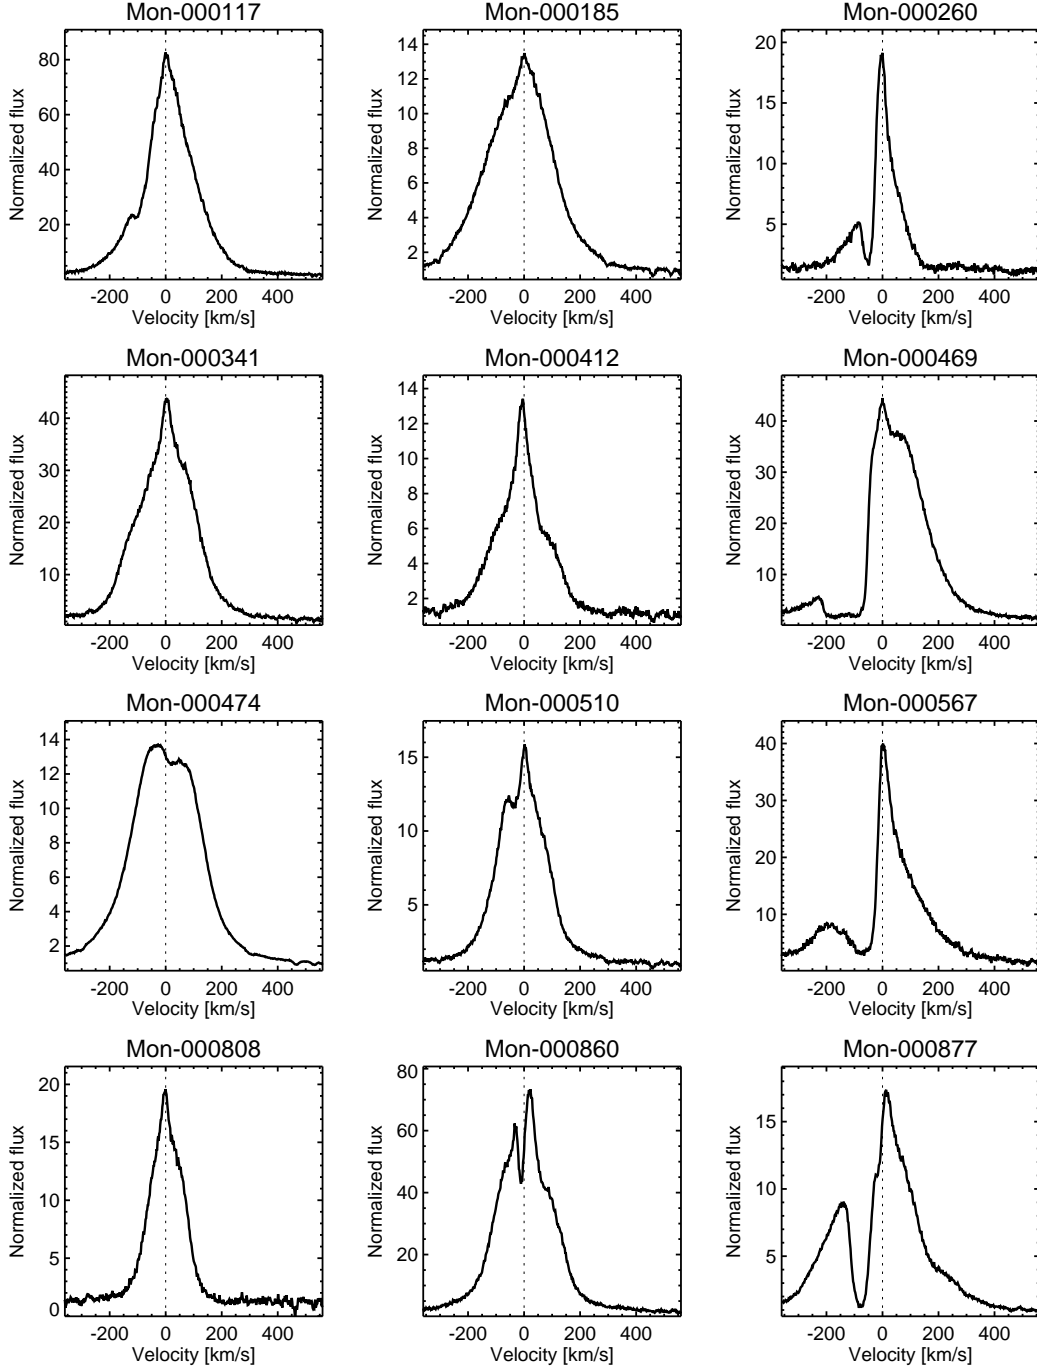 Mon-000117 Mon-000185 Mon-000260
80 60 40 20 Normalized flux
14 12 10 8 6 4 2 Normalized flux
20 15 10 5 Normalized flux
-200 0 200 400 -200 0 200 400 -200 0 200 400
Velocity [km/s] Velocity [km/s] Velocity [km/s]
Mon-000341 Mon-000412 Mon-000469
40 30 20 10 Normalized flux
14 12 10 8 6 4 2 Normalized flux
40 30 20 10 Normalized flux
-200 0 200 400 -200 0 200 400 -200 0 200 400
Velocity [km/s] Velocity [km/s] Velocity [km/s]
Mon-000474 Mon-000510 Mon-000567
14 12 10 8 6 4 2 Normalized flux
15 10 5 Normalized flux
40 30 20 10 Normalized flux
-200 0 200 400 -200 0 200 400 -200 0 200 400
Velocity [km/s] Velocity [km/s] Velocity [km/s]
Mon-000808 Mon-000860 Mon-000877
20 15 10 5 0 Normalized flux
80 60 40 20 Normalized flux
15 10 5 Normalized flux
-200 0 200 400 -200 0 200 400 -200 0 200 400
Velocity [km/s] Velocity [km/s] Velocity [km/s]